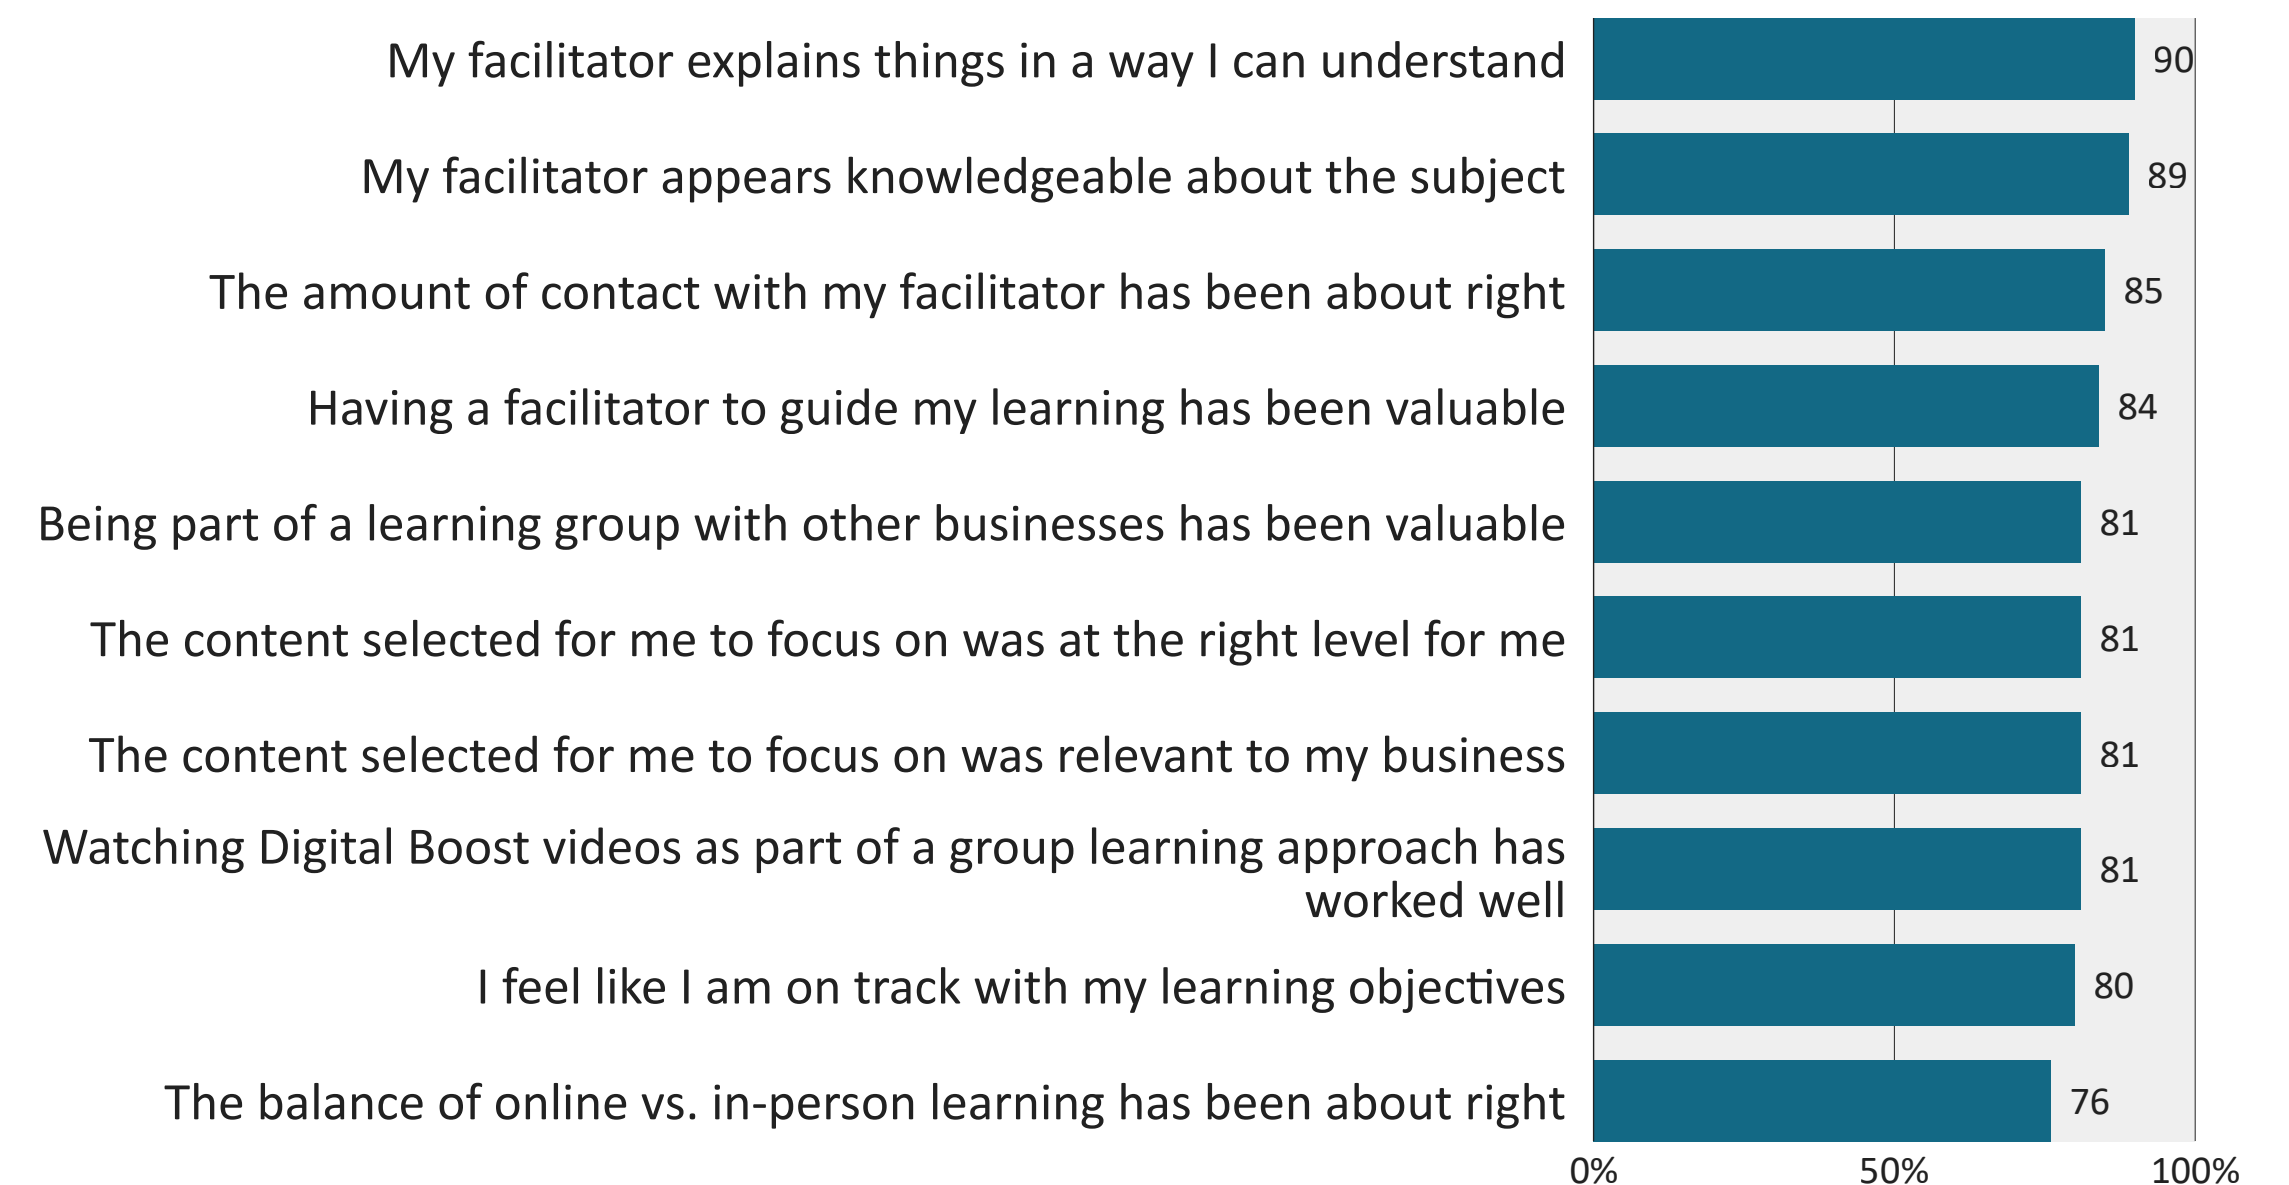 My facilitator explains things in a way I can understand 90
My facilitator appears knowledgeable about the subject 89
The amount of contact with my facilitator has been about right 85
Having a facilitator to guide my learning has been valuable 84
Being part of a learning group with other businesses has been valuable 81
The content selected for me to focus on was at the right level for me 81
The content selected for me to focus on was relevant to my business 81
Watching Digital Boost videos as part of a group learning approach has
worked well 81
I feel like I am on track with my learning objectives 80
The balance of online vs. in-person learning has been about right 76
0% 50% 100%